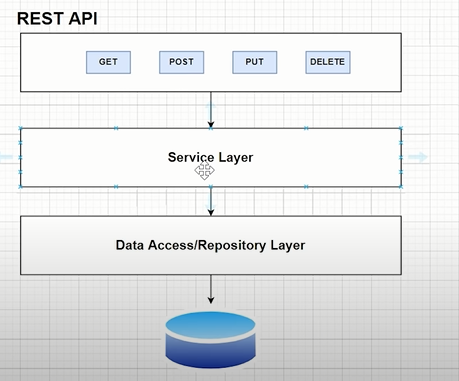 REST API
GET POST PUT DELETE
Service Layer
Data Access/Repository Layer